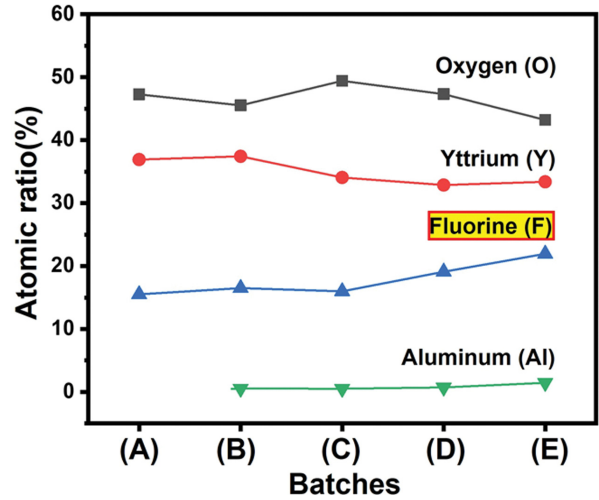 60
50
40
30
20
10
0
Atomic ratio(%)
Oxygen (O)
Yttrium (Y)
Fluorine (F)
Aluminum (Al)
(A) (B) (C) (D) (E)
Batches